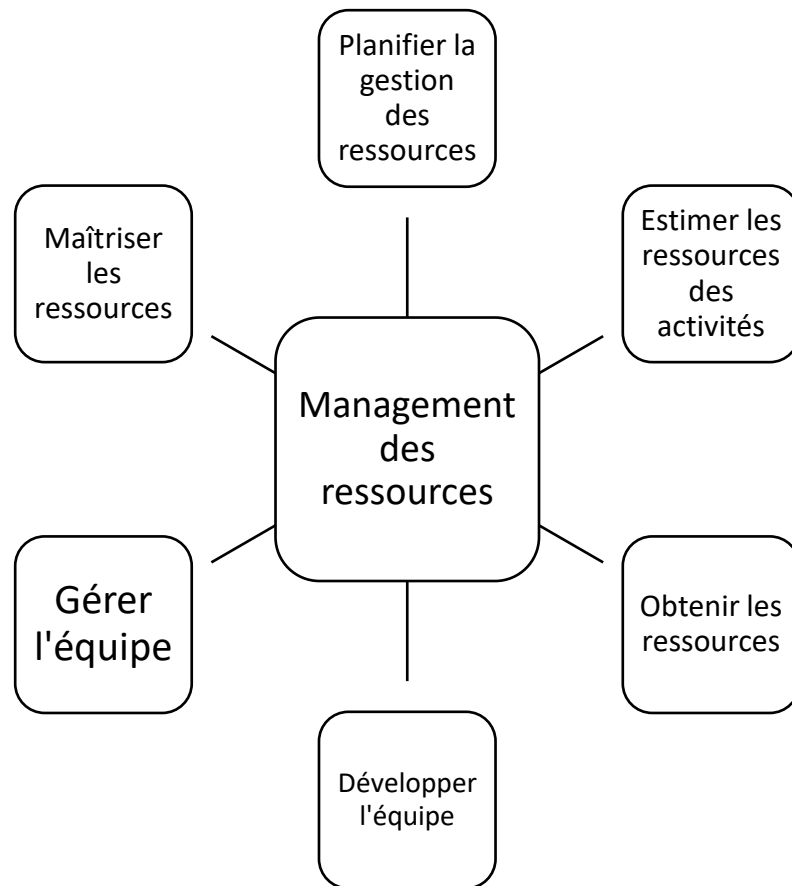 Planifier la
gestion
des
ressources
Maîtriser
les
ressources
Estimer les
ressources
des
activités
Management
des
ressources
Gérer
l'équipe
Obtenir les
ressources
Développer
l'équipe